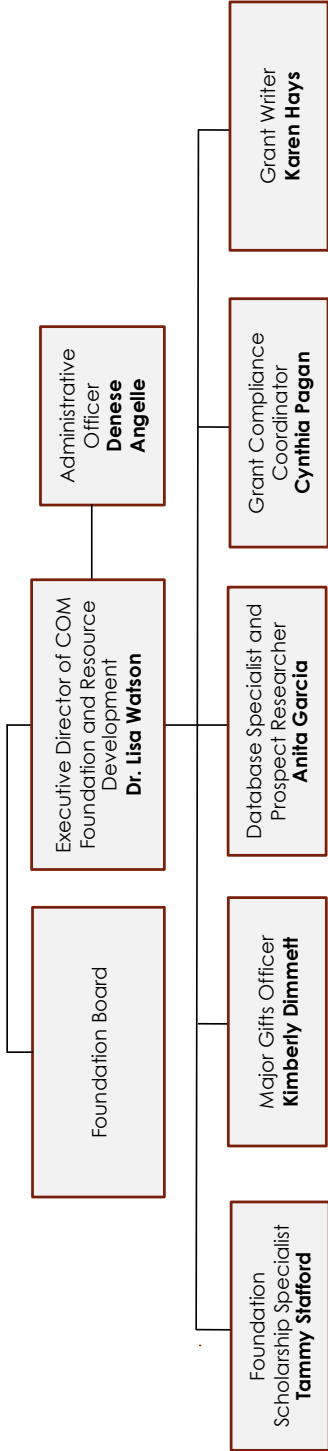 Foundation Board
Executive Director of COM
Foundation and Resource
Development
Dr. Lisa Watson
Administrative
Officer
Denese
Angelle
Foundation
Scholarship Specialist
Tammy Stafford
Major Gifts Officer
Kimberly Dimmett
Database Specialist and
Prospect Researcher
Anita Garcia
Grant Compliance
Coordinator
Cynthia Pagan
Grant Writer
Karen Hays